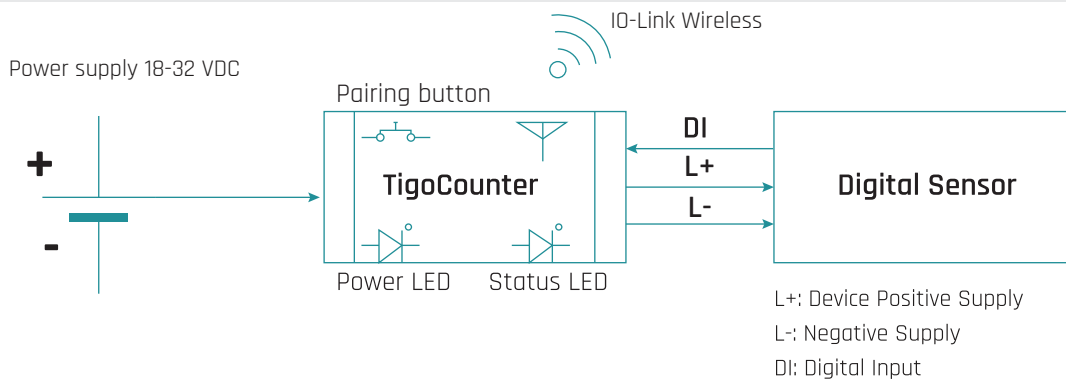 IO-Link Wireless
Power supply 18-32 VDC
Pairing button
+
-
TigoCounter
DI
L+
L-
Digital Sensor
Power LED
Status LED
L+: Device Positive Supply
L-: Negative Supply
DI: Digital Input